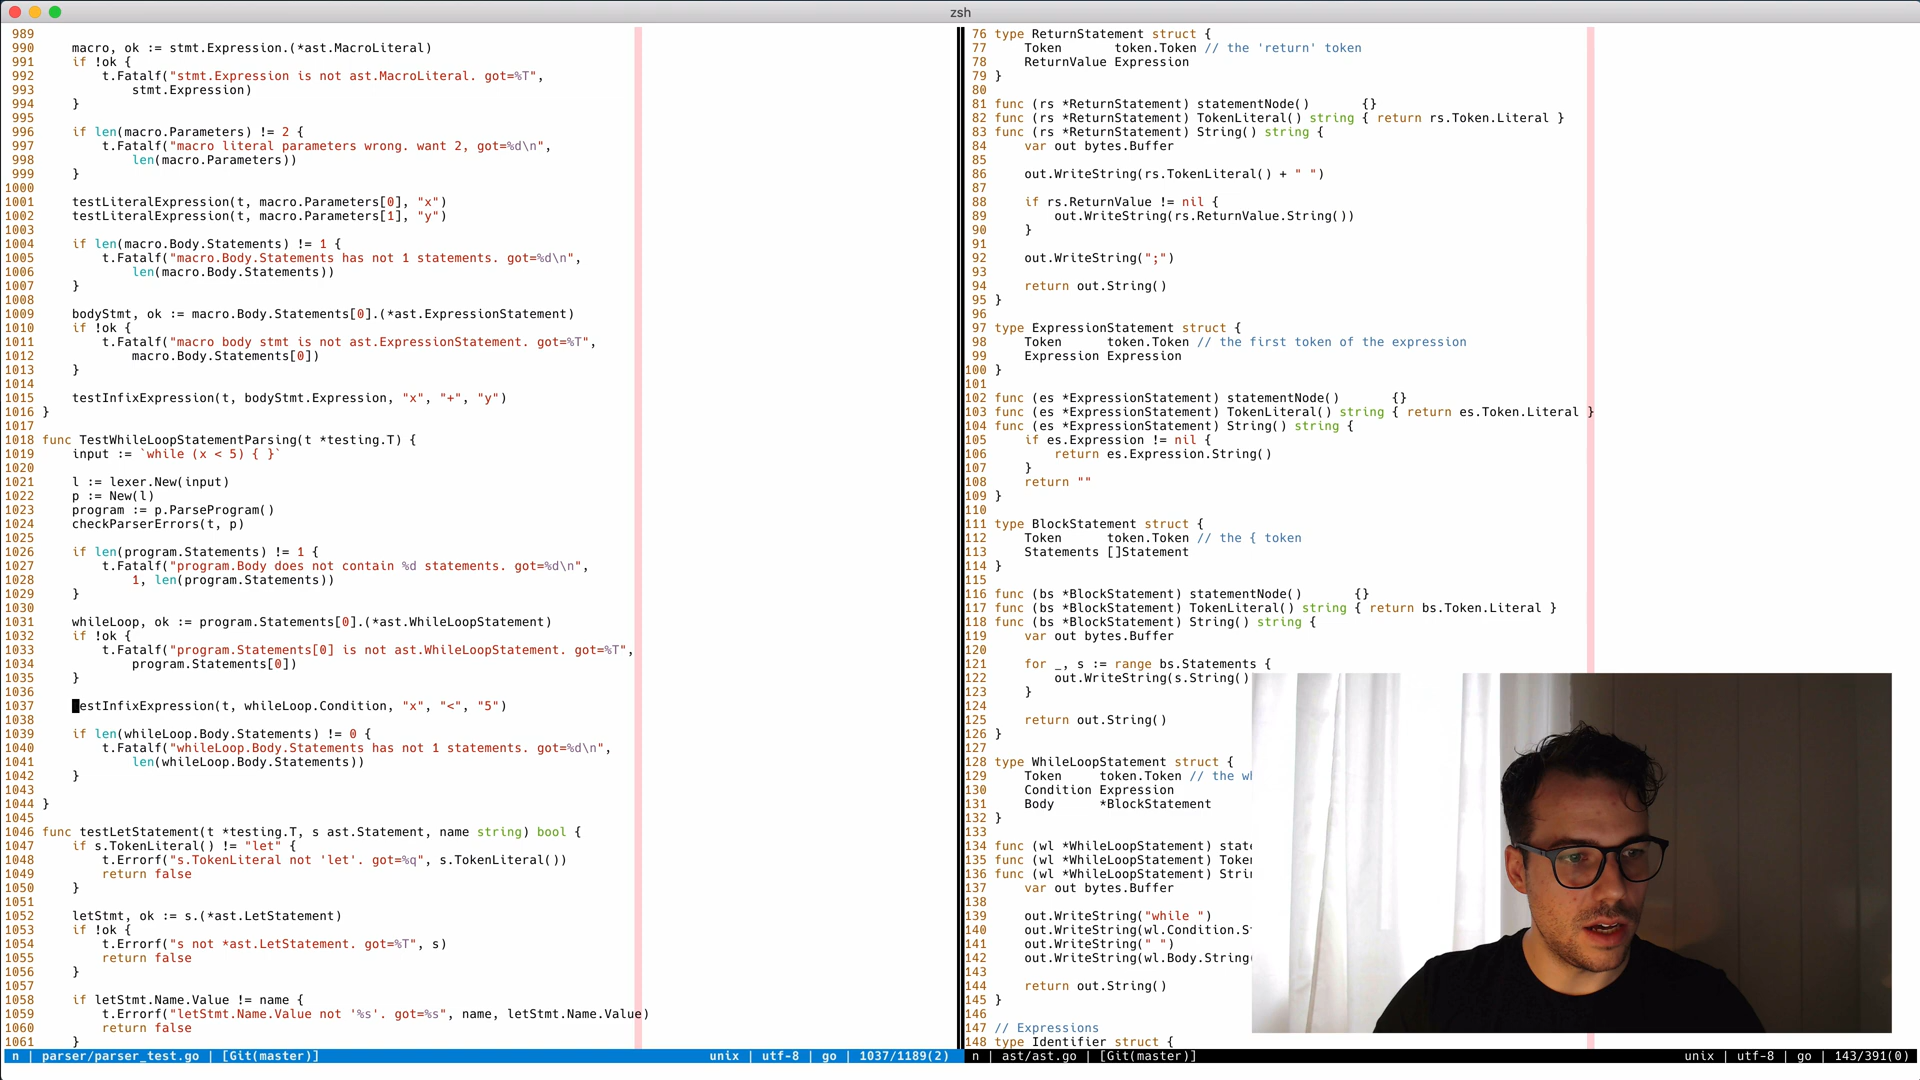 zsh
989
990 macro, ok := stmt.Expression.(*ast.MacroLiteral)
991 if !ok {
992 t.Fatalf("stmt.Expression is not ast.MacroLiteral. got=%T",
993 stmt.Expression)
994 }
995
996 if len(macro.Parameters) != 2 {
997 t.Fatalf("macro literal parameters wrong. want 2, got=%d\n",
998 len(macro.Parameters))
999 }
1000
1001 testLiteralExpression(t, macro.Parameters[0], "x")
1002 testLiteralExpression(t, macro.Parameters[1], "y")
1003
1004 if len(macro.Body.Statements) != 1 {
1005 t.Fatalf("macro.Body.Statements has not 1 statements. got=%d\n",
1006 len(macro.Body.Statements))
1007 }
1008
1009 bodyStmt, ok := macro.Body.Statements[0].(*ast.ExpressionStatement)
1010 if !ok {
1011 t.Fatalf("macro body stmt is not ast.ExpressionStatement. got=%T",
1012 macro.Body.Statements[0])
1013 }
1014
1015 testInfixExpression(t, bodyStmt.Expression, "x", "+", "y")
1016 }
1017
1018 func TestWhileLoopStatementParsing(t *testing.T) {
1019 input := `while (x < 5) { }`
1020
1021 l := lexer.New(input)
1022 p := New(l)
1023 program := p.ParseProgram()
1024 checkParserErrors(t, p)
1025
1026 if len(program.Statements) != 1 {
1027 t.Fatalf("program.Body does not contain %d statements. got=%d\n",
1028 1, len(program.Statements))
1029 }
1030
1031 whileLoop, ok := program.Statements[0].(*ast.WhileLoopStatement)
1032 if !ok {
1033 t.Fatalf("program.Statements[0] is not ast.WhileLoopStatement. got=%T",
1034 program.Statements[0])
1035 }
1036
1037 estInfixExpression(t, whileLoop.Condition, "x", "<", "5")
1038
1039 if len(whileLoop.Body.Statements) != 0 {
1040 t.Fatalf("whileLoop.Body.Statements has not 1 statements. got=%d\n",
1041 len(whileLoop.Body.Statements))
1042 }
1043
1044 }
1045
1046 func testLetStatement(t *testing.T, s ast.Statement, name string) bool {
1047 if s.TokenLiteral() != "let" {
1048 t.Errorf("s.TokenLiteral not 'let'. got=%q", s.TokenLiteral())
1049 return false
1050 }
1051
1052 letStmt, ok := s.(*ast.LetStatement)
1053 if !ok {
1054 t.Errorf("s not *ast.LetStatement. got=%T", s)
1055 return false
1056 }
1057
1058 if letStmt.Name.Value != name {
1059 t.Errorf("letStmt.Name.Value not '%s'. got=%s", name, letStmt.Name.Value)
1060 return false
1061 }
n | parser/parser_test.go | [Git(master)] unix | utf-8 | go | 1037/1189(2)
76 type ReturnStatement struct {
77 Token token.Token // the 'return' token
78 ReturnValue Expression
79 }
80
81 func (rs *ReturnStatement) statementNode() {}
82 func (rs *ReturnStatement) TokenLiteral() string { return rs.Token.Literal }
83 func (rs *ReturnStatement) String() string {
84 var out bytes.Buffer
85
86 out.WriteString(rs.TokenLiteral() + " ")
87
88 if rs.ReturnValue != nil {
89 out.WriteString(rs.ReturnValue.String())
90 }
91
92 out.WriteString(";")
93
94 return out.String()
95 }
96
97 type ExpressionStatement struct {
98 Token token.Token // the first token of the expression
99 Expression Expression
100 }
101
102 func (es *ExpressionStatement) statementNode() {}
103 func (es *ExpressionStatement) TokenLiteral() string { return es.Token.Literal }
104 func (es *ExpressionStatement) String() string {
105 if es.Expression != nil {
106 return es.Expression.String()
107 }
108 return ""
109 }
110
111 type BlockStatement struct {
112 Token token.Token // the { token
113 Statements []Statement
114 }
115
116 func (bs *BlockStatement) statementNode() {}
117 func (bs *BlockStatement) TokenLiteral() string { return bs.Token.Literal }
118 func (bs *BlockStatement) String() string {
119 var out bytes.Buffer
120
121 for _, s := range bs.Statements {
122 out.WriteString(s.String()
123 }
124
125 return out.String()
126 }
127
128 type WhileLoopStatement struct {
129 Token token.Token // the
130 Condition Expression
131 Body *BlockStatement
132 }
133
134 func (wl *WhileLoopStatement)
135 func (wl *WhileLoopStatement)
136 func (wl *WhileLoopStatement)
137 var out bytes.Buffer
138
139 out.WriteString("while ")
140 out.WriteString(wl.Condition.
141 out.WriteString(" ")
142 out.WriteString(wl.Body.String
143
144 return out.String()
145 }
146
147 // Expressions
148 type Identifier struct {
n | ast/ast.go | [Git(master)] unix | utf-8 | go | 143/391(0)